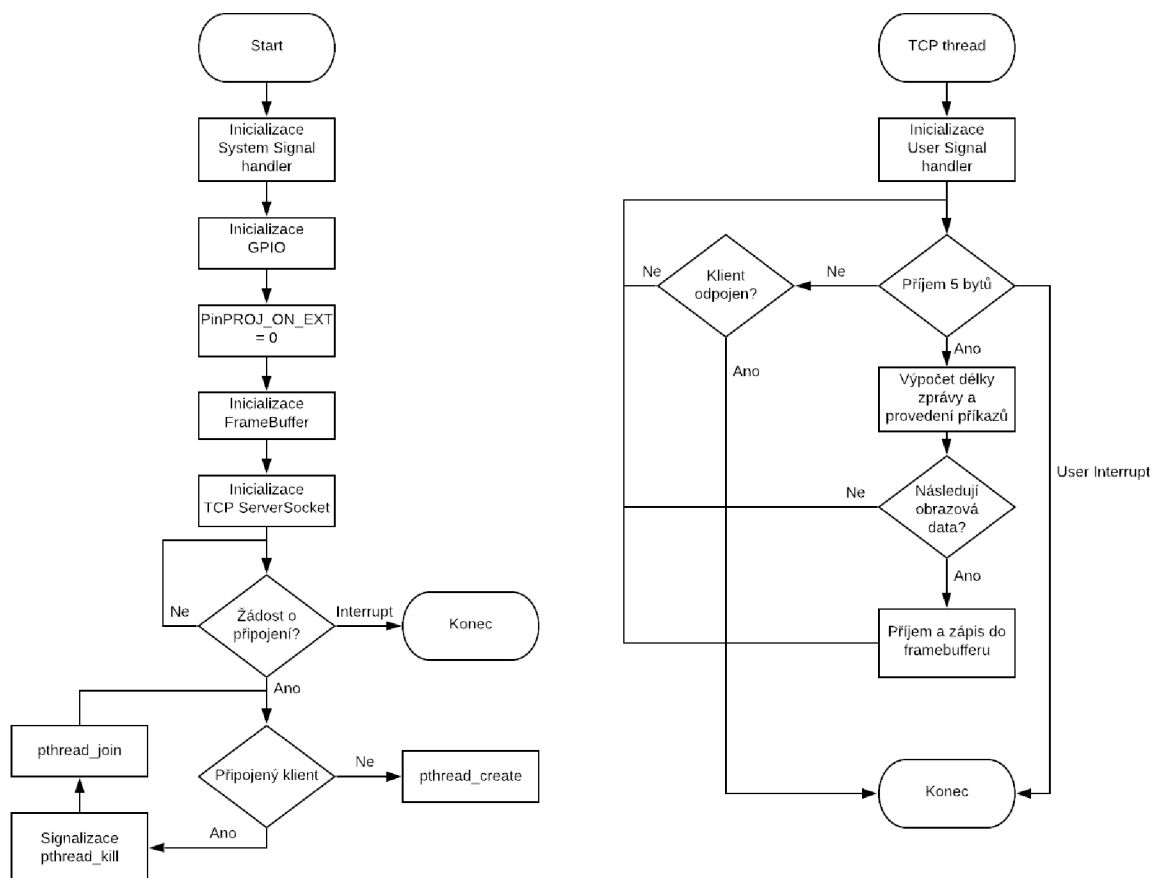 Start
Inicializace
System Signal
handler
Inicializace
GPIO
PinPROJ_ON_EXT
= 0
Inicializace
FrameBuffer
Inicializace
TCP ServerSocket
Ne
Žádost o
připojení?
Interrupt
Konec
Ano
pthread_join
Připojený klient
Ne
pthread_create
Ano
Signalizace
pthread_kill
TCP thread
Inicializace
User Signal
handler
Ne
Klient
odpojen?
Ne
Příjem 5 bytů
Ano
Ano
Výpočet délky
zprávy a
provedení příkazů
User Interrupt
Ne
Následují
obrazová
data?
Ano
Příjem a zápis do
framebufferu
Konec